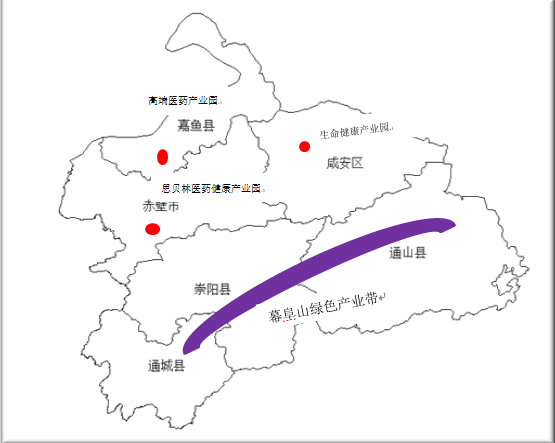 高端医药产业园。
嘉鱼县
生命健康产业园。
咸安区
思贝林医药健康产业园。
赤壁市
通山县
崇阳县
幕皇山绿色产业带
通城县